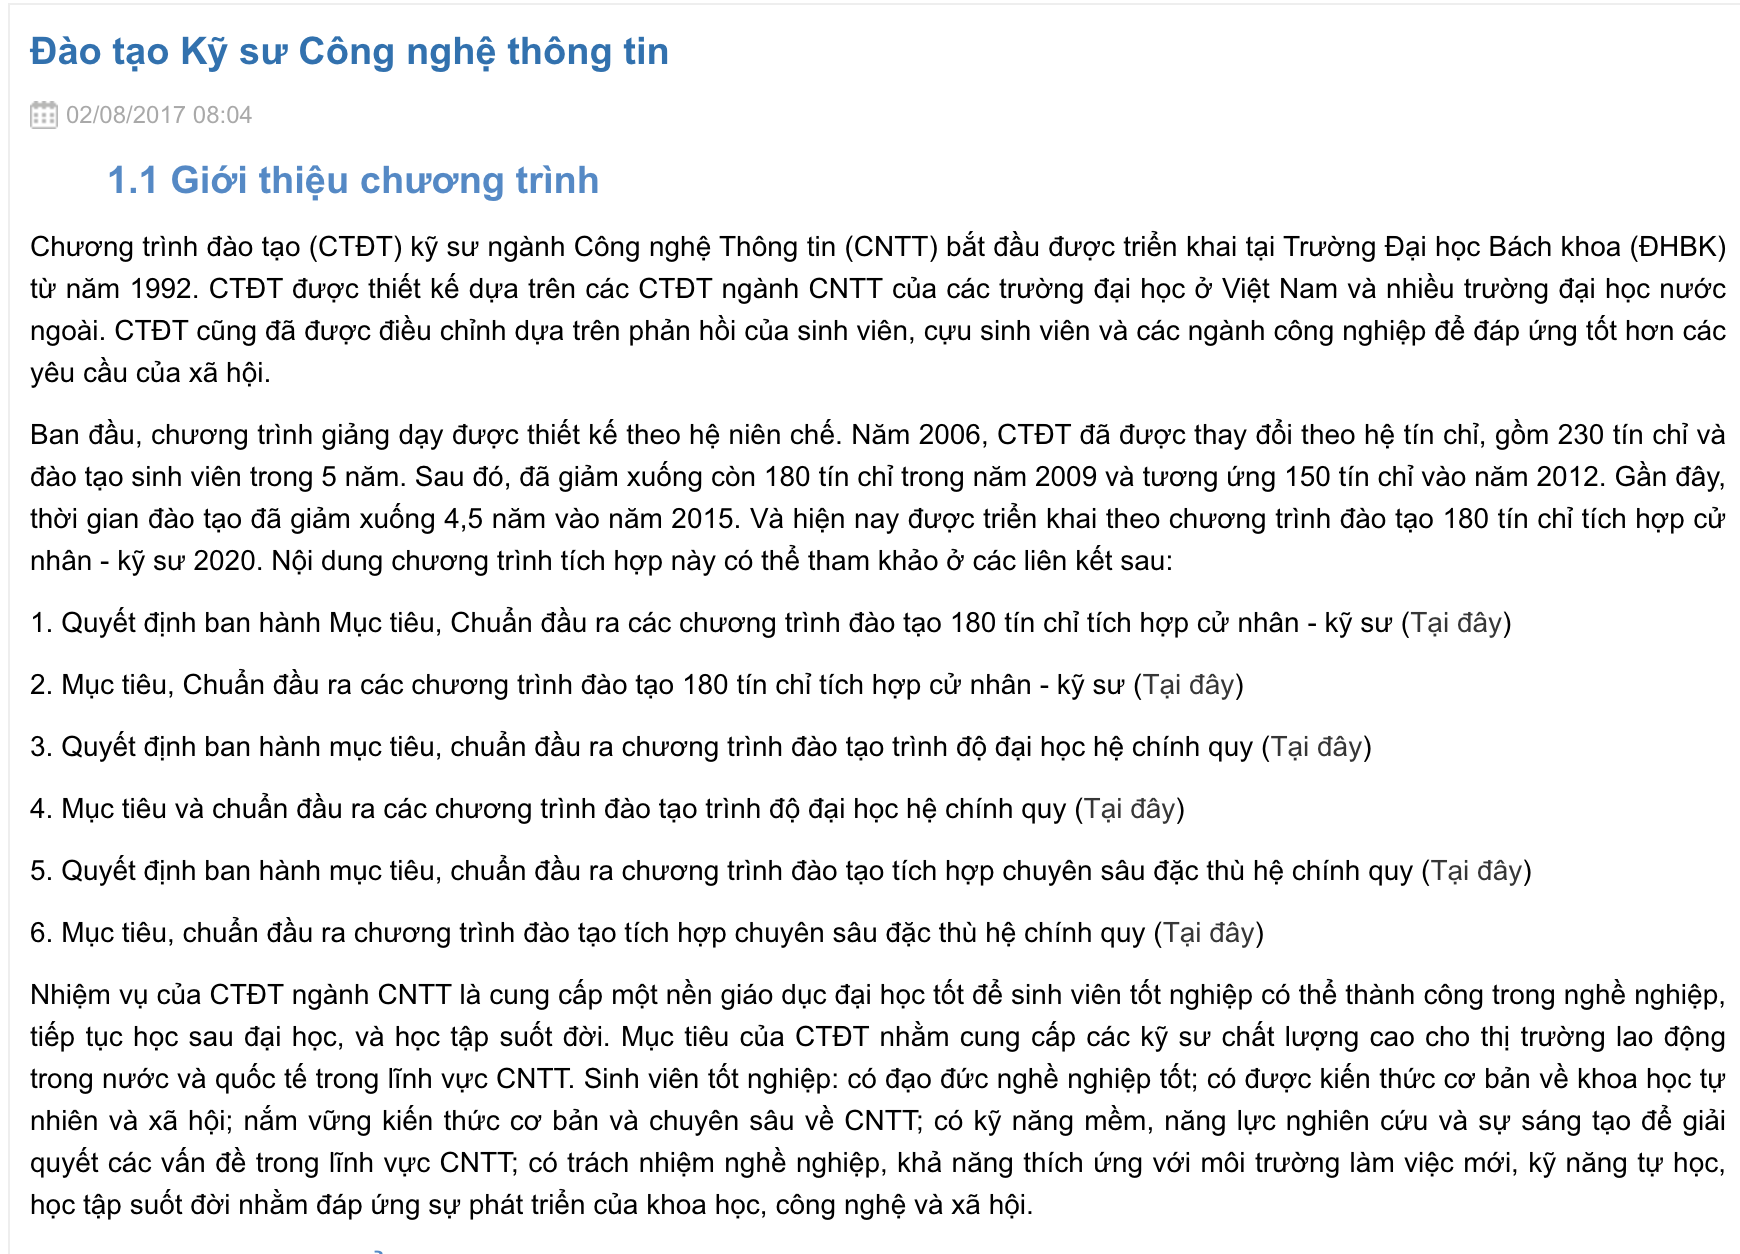 Đào tạo Kỹ sư Công nghệ thông tin
02/08/2017 08:04
1.1 Giới thiệu chương trình
Chương trình đào tạo (CTĐT) kỹ sư ngành Công nghệ Thông tin (CNTT) bắt đầu được triển khai tại Trường Đại học Bách khoa (ĐHBK)
từ năm 1992. CTĐT được thiết kế dựa trên các CTĐT ngành CNTT của các trường đại học ở Việt Nam và nhiều trường đại học nước
ngoài. CTĐT cũng đã được điều chỉnh dựa trên phản hồi của sinh viên, cựu sinh viên và các ngành công nghiệp để đáp ứng tốt hơn các
yêu cầu của xã hội.
Ban đầu, chương trình giảng dạy được thiết kế theo hệ niên chế. Năm 2006, CTĐT đã được thay đổi theo hệ tín chỉ, gồm 230 tín chỉ và
đào tạo sinh viên trong 5 năm. Sau đó, đã giảm xuống còn 180 tín chỉ trong năm 2009 và tương ứng 150 tín chỉ vào năm 2012. Gần đây,
thời gian đào tạo đã giảm xuống 4,5 năm vào năm 2015. Và hiện nay được triển khai theo chương trình đào tạo 180 tín chỉ tích hợp cử
nhân - kỹ sư 2020. Nội dung chương trình tích hợp này có thể tham khảo ở các liên kết sau:
1. Quyết định ban hành Mục tiêu, Chuẩn đầu ra các chương trình đào tạo 180 tín chỉ tích hợp cử nhân - kỹ sư (Tại đây)
2. Mục tiêu, Chuẩn đầu ra các chương trình đào tạo 180 tín chỉ tích hợp cử nhân - kỹ sư (Tại đây)
3. Quyết định ban hành mục tiêu, chuẩn đầu ra chương trình đào tạo trình độ đại học hệ chính quy (Tại đây)
4. Mục tiêu và chuẩn đầu ra các chương trình đào tạo trình độ đại học hệ chính quy (Tại đây)
5. Quyết định ban hành mục tiêu, chuẩn đầu ra chương trình đào tạo tích hợp chuyên sâu đặc thù hệ chính quy (Tại đây)
6. Mục tiêu, chuẩn đầu ra chương trình đào tạo tích hợp chuyên sâu đặc thù hệ chính quy (Tại đây)
Nhiệm vụ của CTĐT ngành CNTT là cung cấp một nền giáo dục đại học tốt để sinh viên tốt nghiệp có thể thành công trong nghề nghiệp,
tiếp tục học sau đại học, và học tập suốt đời. Mục tiêu của CTĐT nhằm cung cấp các kỹ sư chất lượng cao cho thị trường lao động
trong nước và quốc tế trong lĩnh vực CNTT. Sinh viên tốt nghiệp: có đạo đức nghề nghiệp tốt; có được kiến thức cơ bản về khoa học tự
nhiên và xã hội; nắm vững kiến thức cơ bản và chuyên sâu về CNTT; có kỹ năng mềm, năng lực nghiên cứu và sự sáng tạo để giải
quyết các vấn đề trong lĩnh vực CNTT; có trách nhiệm nghề nghiệp, khả năng thích ứng với môi trường làm việc mới, kỹ năng tự học,
học tập suốt đời nhằm đáp ứng sự phát triển của khoa học, công nghệ và xã hội.